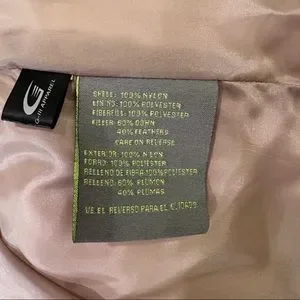 G-III APPAREL
SHELL: 100% NYLON
LINING: 100% POLYESTER
FIBERFILL: 100% POLYESTER
FILLER: 60% DOWN
40% FEATHERS
CARE ON REVERSE
EXTERIOR: 100% NILON
FORRO: 100% POLIESTER
RELLENO DE FIBRA: 100% POLIESTER
RELLENO: 60% PLUMON
40% PLUMAS
VEA EL REVERSO PARA EL CUIDADO